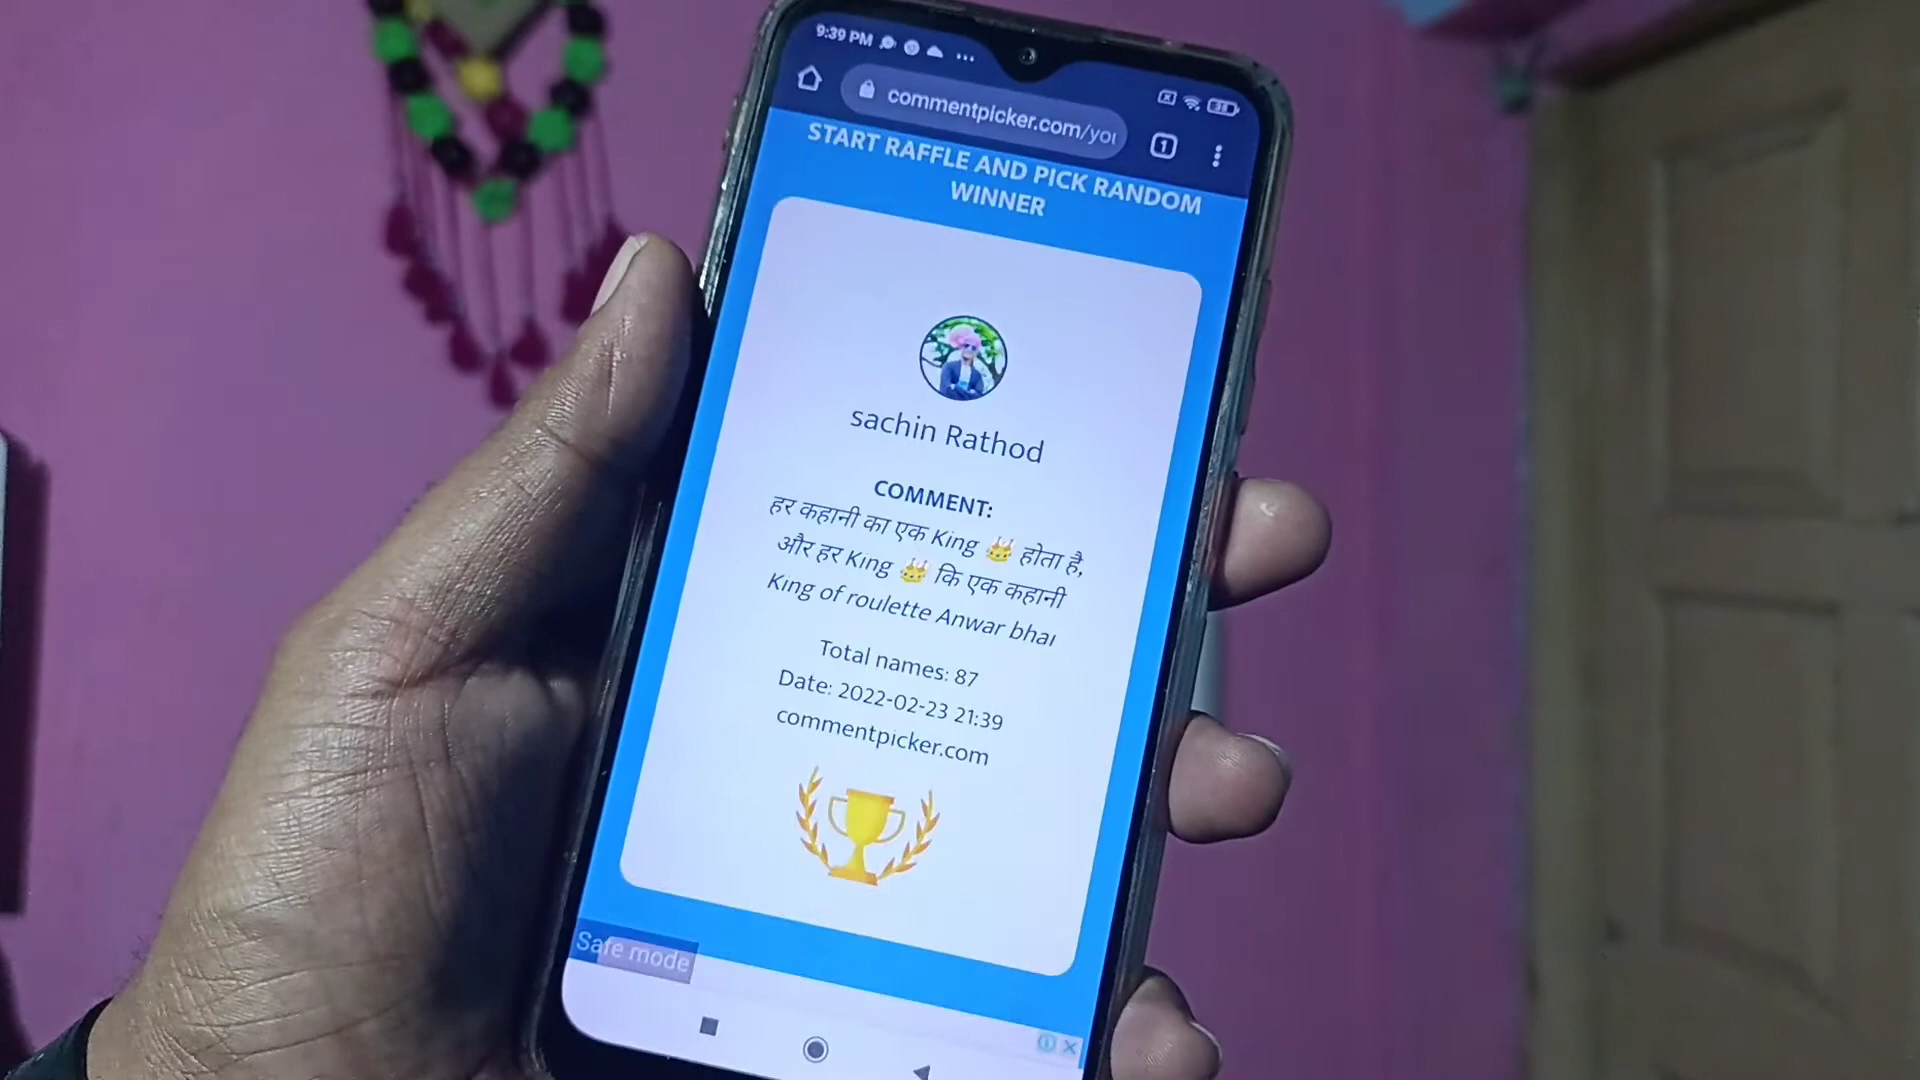 9:39 PM
38
commentpicker.com/you
1
START RAFFLE AND PICK RANDOM
WINNER
sachin Rathod
COMMENT:
हर कहानी का एक King 👑 होता है,
और हर King 👑 कि एक कहानी
King of roulette Anwar bhai
Total names: 87
Date: 2022-02-23 21:39
commentpicker.com
Safe mode